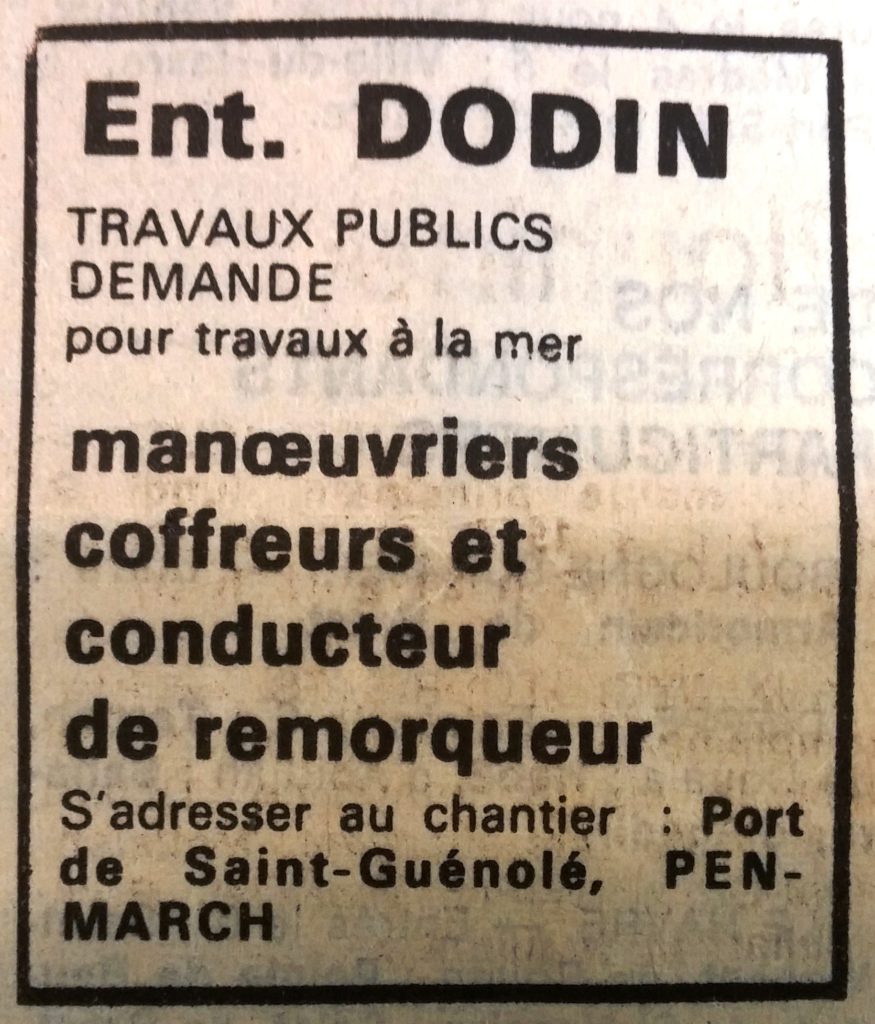 Ent. DODIN
TRAVAUX PUBLICS
DEMANDE
pour travaux à la mer
manœuvriers
coffreurs et
conducteur
de remorqueur
S'adresser au chantier : Port
de Saint-Guénolé, PEN-
MARCH